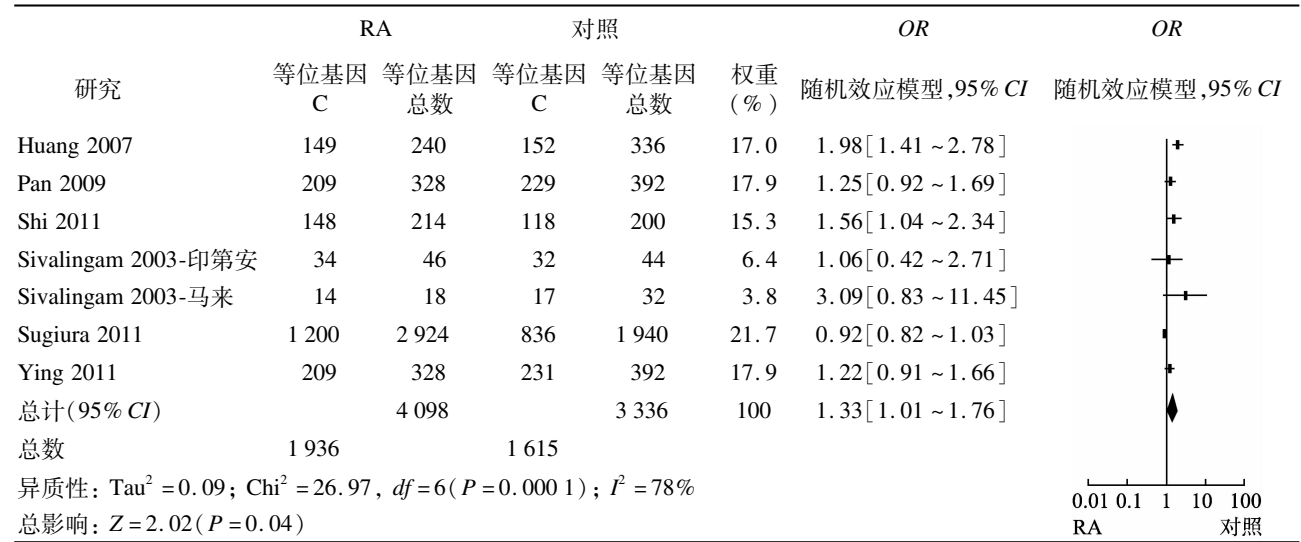 RA 对照 OR OR
研究 等位基因C 等位基因总数 等位基因C 等位基因总数 权重(%) 随机效应模型,95% CI 随机效应模型,95% CI
Huang 2007 149 240 152 336 17.0 1.98[1.41~2.78]
Pan 2009 209 328 229 392 17.9 1.25[0.92~1.69]
Shi 2011 148 214 118 200 15.3 1.56[1.04~2.34]
Sivalingam 2003-印第安 34 46 32 44 6.4 1.06[0.42~2.71]
Sivalingam 2003-马来 14 18 17 32 3.8 3.09[0.83~11.45]
Sugiura 2011 1 200 2 924 836 1 940 21.7 0.92[0.82~1.03]
Ying 2011 209 328 231 392 17.9 1.22[0.91~1.66]
总计(95% CI) 4 098 3 336 100 1.33[1.01~1.76]
总数 1 936 1 615
异质性: Tau² =0.09; Chi² =26.97, df=6(P=0.000 1); I² =78%
总影响: Z=2.02(P=0.04)
0.01 0.1 1 10 100
RA 对照